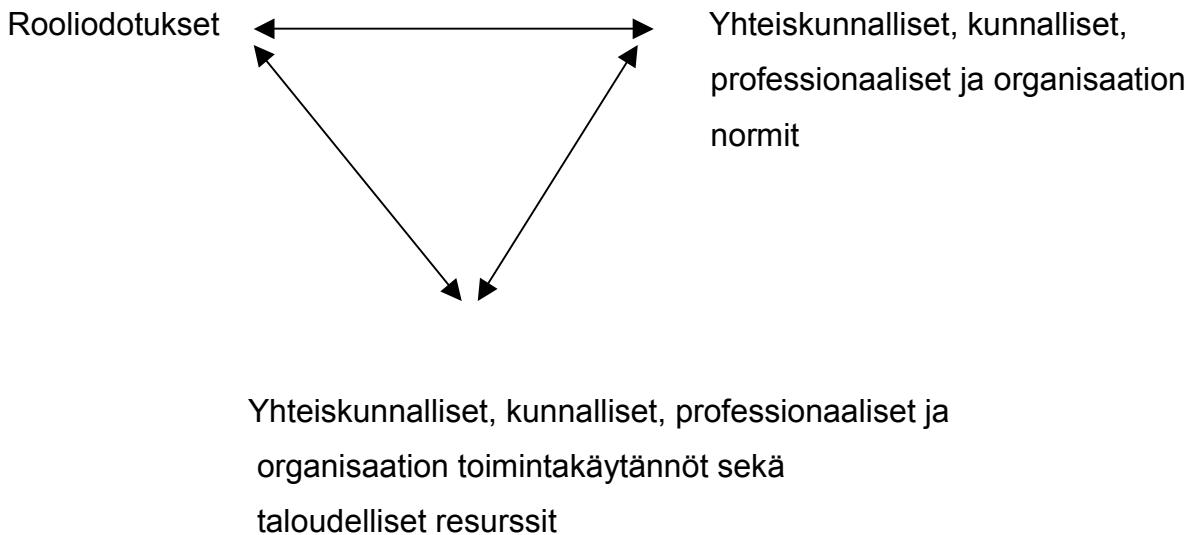 Rooliodotukset
Yhteiskunnalliset, kunnalliset,
professionaaliset ja organisaation
normit
Yhteiskunnalliset, kunnalliset, professionaaliset ja
organisaation toimintakäytännöt sekä
taloudelliset resurssit